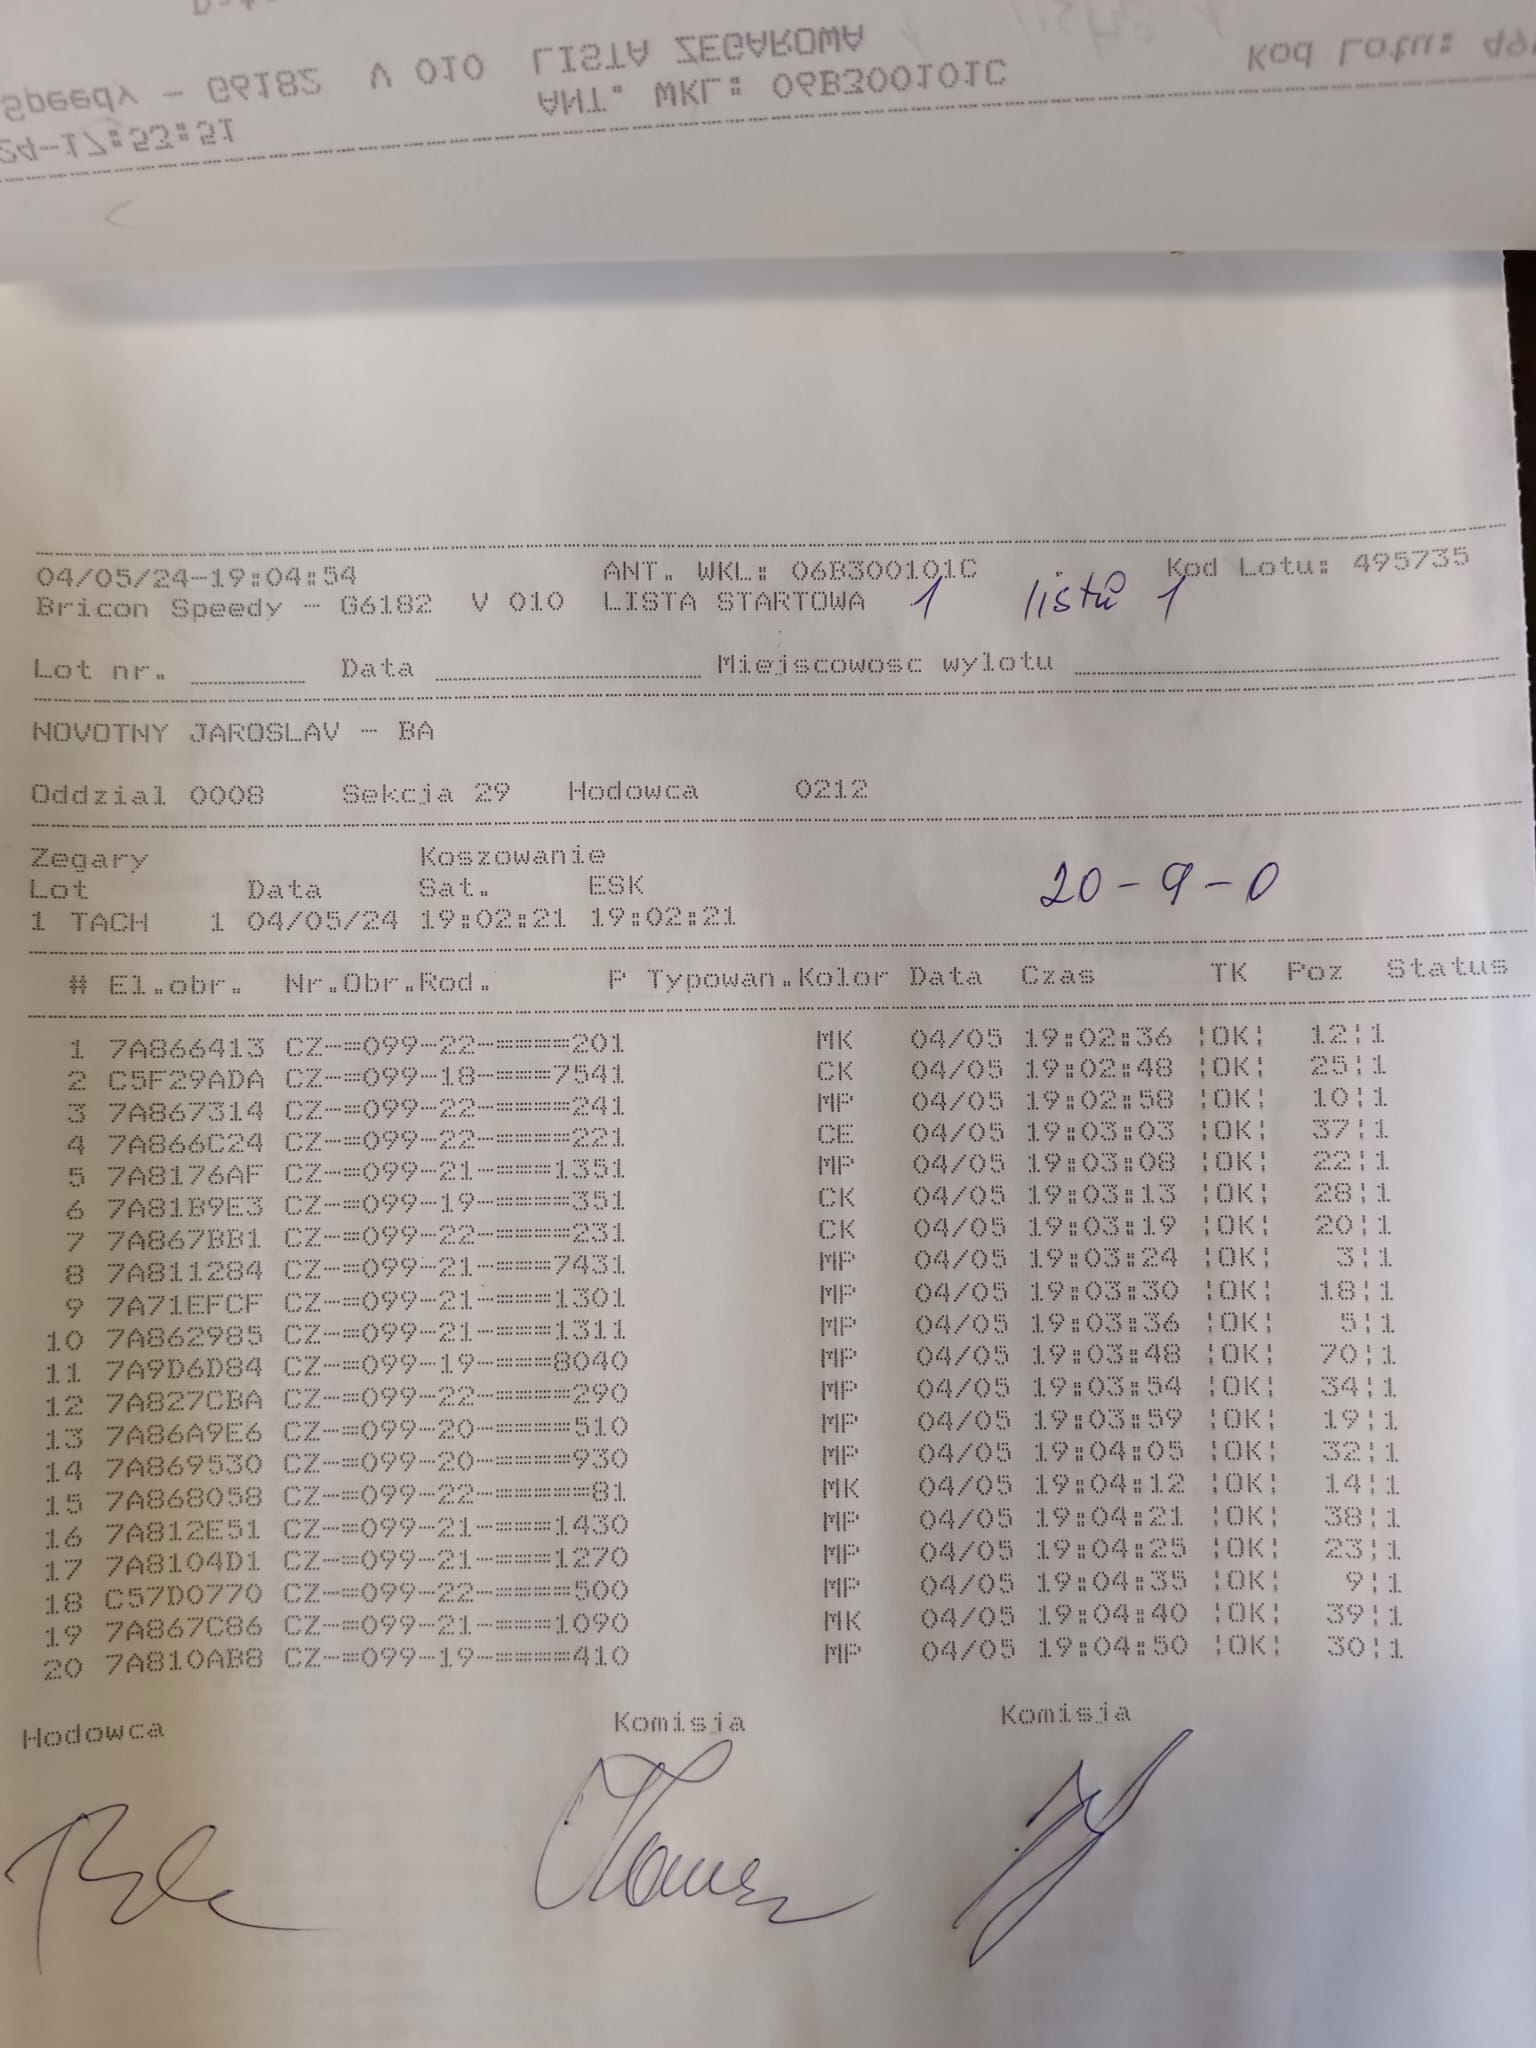 Speedy - G6182 V 010 LISTA ZEGAROWA
24-17:53:51 ANT. WKL: 06B300101C Kod Lotu:
04/05/24-19:04:54 ANT. WKL: 06B300101C Kod Lotu: 495735
Bricon Speedy - G6182 V 010 LISTA STARTOWA 1 listů 1
Lot nr. Data Miejscowosc wylotu
NOVOTNY JAROSLAV - BA
Oddzial 0008 Sekcja 29 Hodowca 0212
Zegary Koszowanie
Lot Data Sat. ESK 20-9-0
1 TACH 1 04/05/24 19:02:21 19:02:21
# El.obr. Nr.Obr.Rod. P Typowan.Kolor Data Czas TK Poz Status
1 7A866413 CZ-=099-22-=====201 MK 04/05 19:02:36 ¦OK¦ 12¦1
2 C5F29ADA CZ-=099-18-====7541 CK 04/05 19:02:48 ¦OK¦ 25¦1
3 7A867314 CZ-=099-22-=====241 MP 04/05 19:02:58 ¦OK¦ 10¦1
4 7A866C24 CZ-=099-22-=====221 CE 04/05 19:03:03 ¦OK¦ 37¦1
5 7A8176AF CZ-=099-21-====1351 MP 04/05 19:03:08 ¦OK¦ 22¦1
6 7A81B9E3 CZ-=099-19-=====351 CK 04/05 19:03:13 ¦OK¦ 28¦1
7 7A867BB1 CZ-=099-22-=====231 CK 04/05 19:03:19 ¦OK¦ 20¦1
8 7A811284 CZ-=099-21-====7431 MP 04/05 19:03:24 ¦OK¦ 3¦1
9 7A71EFCF CZ-=099-21-====1301 MP 04/05 19:03:30 ¦OK¦ 18¦1
10 7A862985 CZ-=099-21-====1311 MP 04/05 19:03:36 ¦OK¦ 5¦1
11 7A9D6D84 CZ-=099-19-====8040 MP 04/05 19:03:48 ¦OK¦ 70¦1
12 7A827CBA CZ-=099-22-=====290 MP 04/05 19:03:54 ¦OK¦ 34¦1
13 7A86A9E6 CZ-=099-20-=====510 MP 04/05 19:03:59 ¦OK¦ 19¦1
14 7A869530 CZ-=099-20-=====930 MP 04/05 19:04:05 ¦OK¦ 32¦1
15 7A868058 CZ-=099-22-======81 MK 04/05 19:04:12 ¦OK¦ 14¦1
16 7A812E51 CZ-=099-21-====1430 MP 04/05 19:04:21 ¦OK¦ 38¦1
17 7A8104D1 CZ-=099-21-====1270 MP 04/05 19:04:25 ¦OK¦ 23¦1
18 C57D0770 CZ-=099-22-=====500 MP 04/05 19:04:35 ¦OK¦ 9¦1
19 7A867C86 CZ-=099-21-====1090 MK 04/05 19:04:40 ¦OK¦ 39¦1
20 7A810AB8 CZ-=099-19-=====410 MP 04/05 19:04:50 ¦OK¦ 30¦1
Hodowca Komisja Komisja